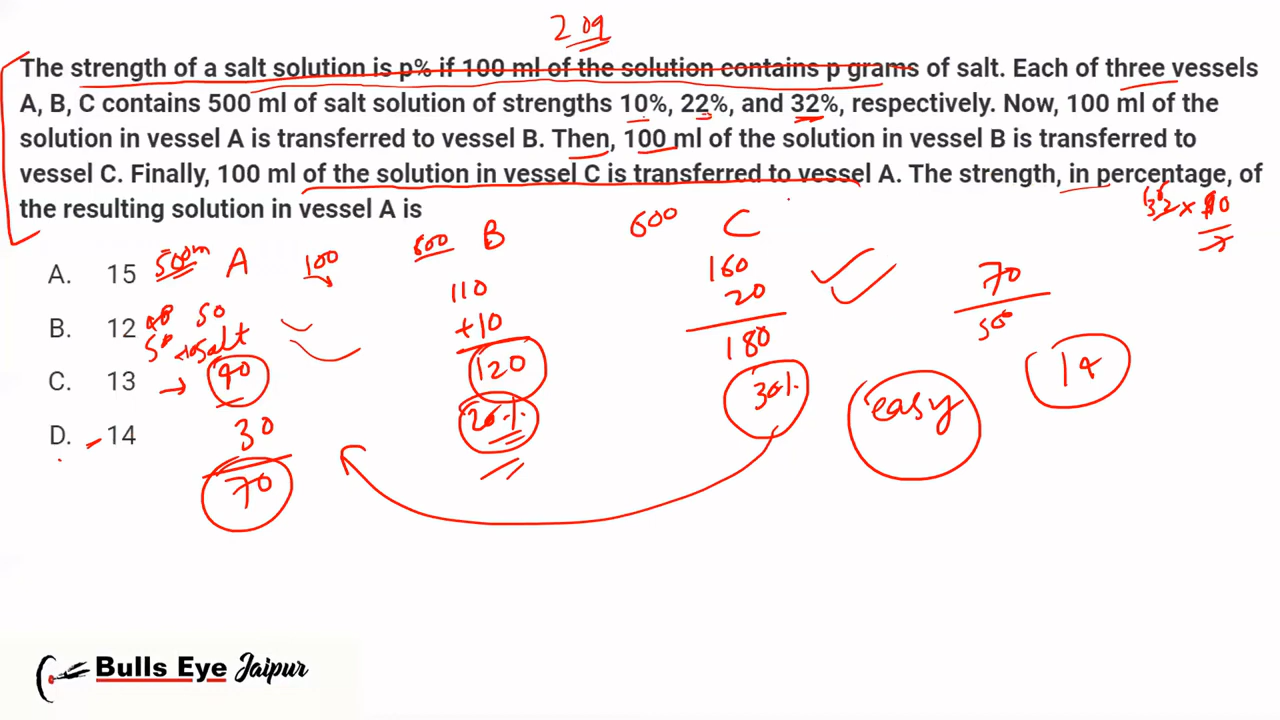 20g
The strength of a salt solution is p% if 100 ml of the solution contains p grams of salt. Each of three vessels
A, B, C contains 500 ml of salt solution of strengths 10%, 22%, and 32%, respectively. Now, 100 ml of the
solution in vessel A is transferred to vessel B. Then, 100 ml of the solution in vessel B is transferred to
vessel C. Finally, 100 ml of the solution in vessel C is transferred to vessel A. The strength, in percentage, of
the resulting solution in vessel A is
600 C
600 B
A. 15 500m A 100
160
20
180
30%
110
+10
120
20%
70
50
B. 12 50
salt
C. 13 → 40
easy
14
D. 14
30
70
Bulls Eye Jaipur